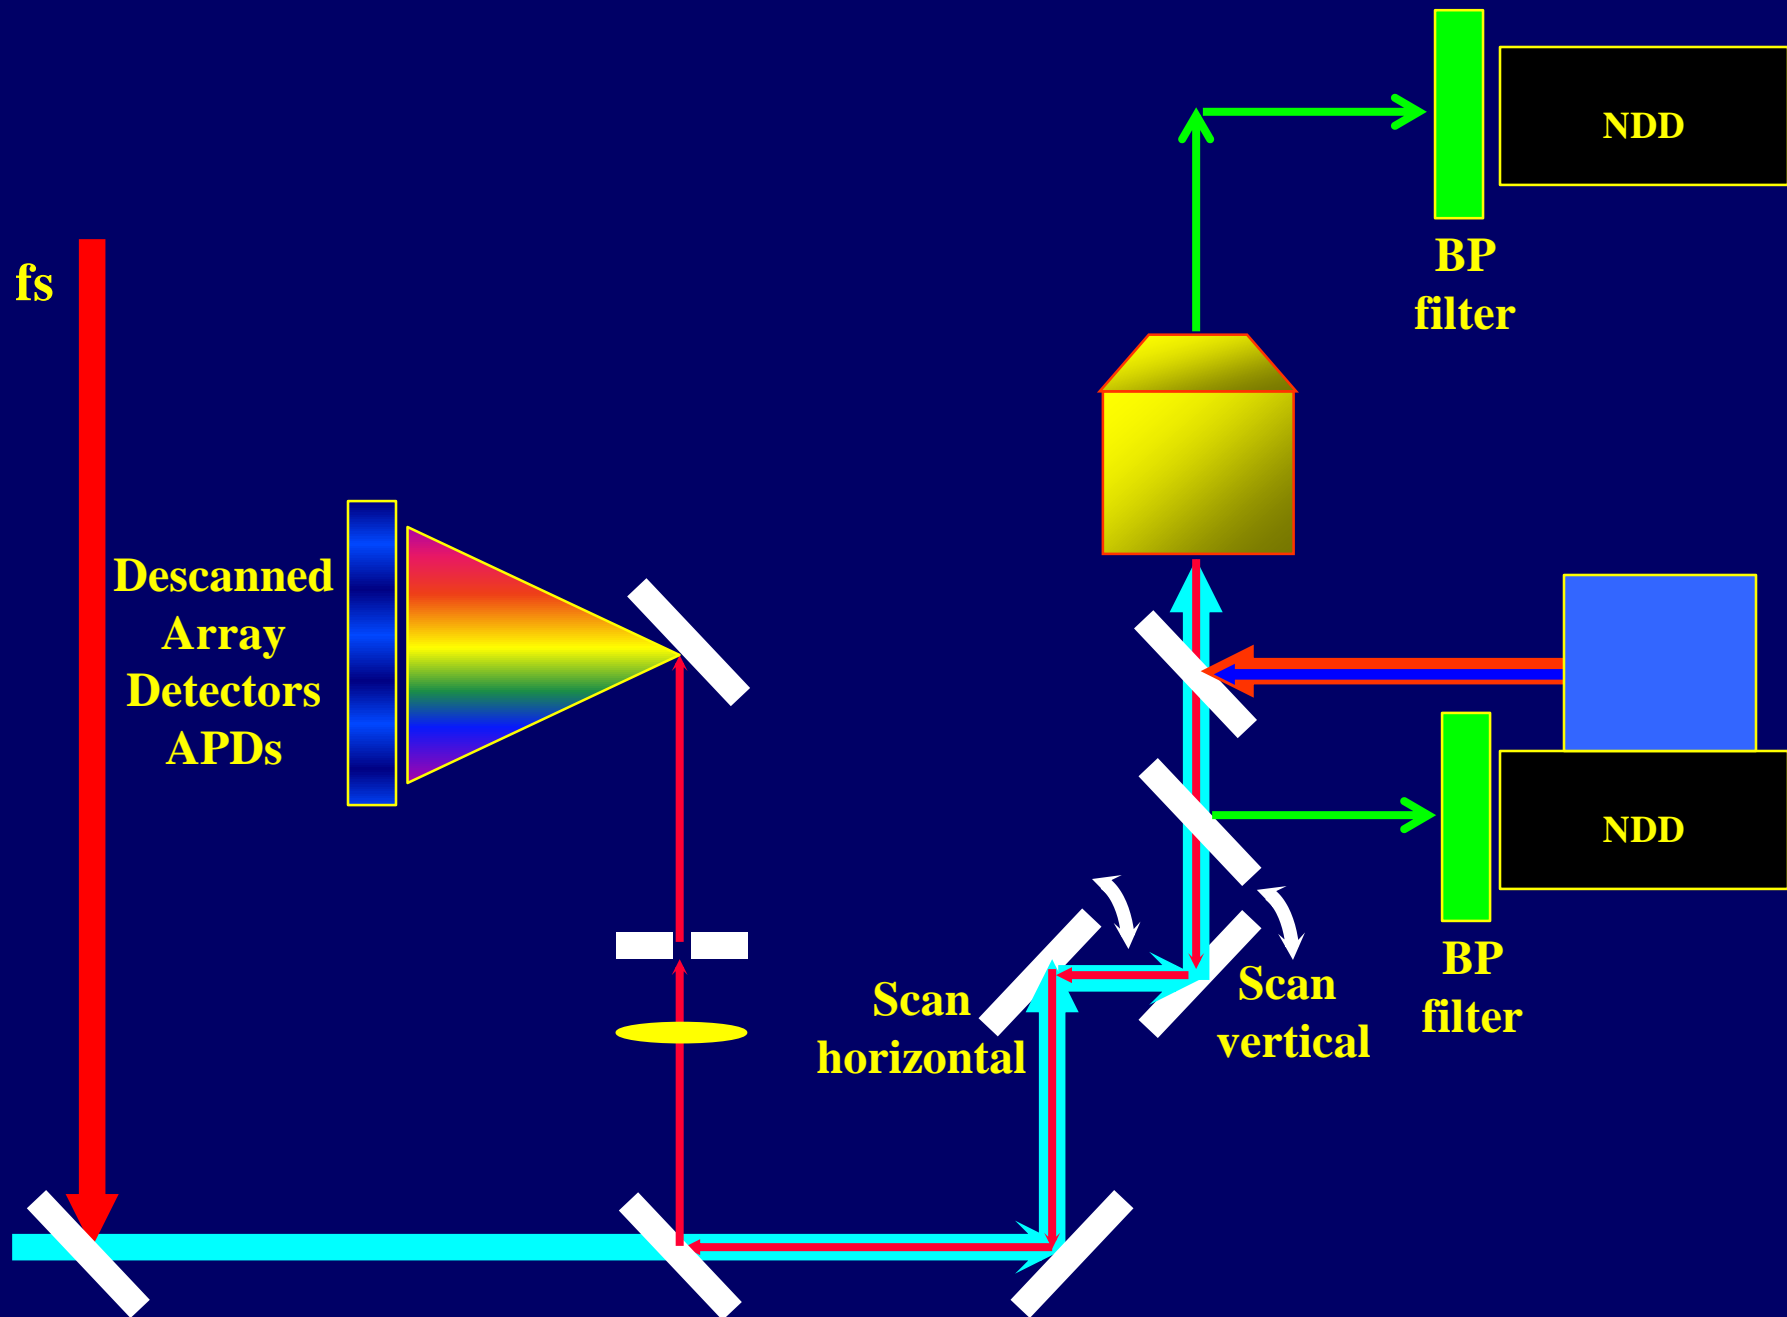 NDD
BP
filter
fs
Descanned
Array
Detectors
APDs
NDD
BP
filter
Scan
horizontal
Scan
vertical